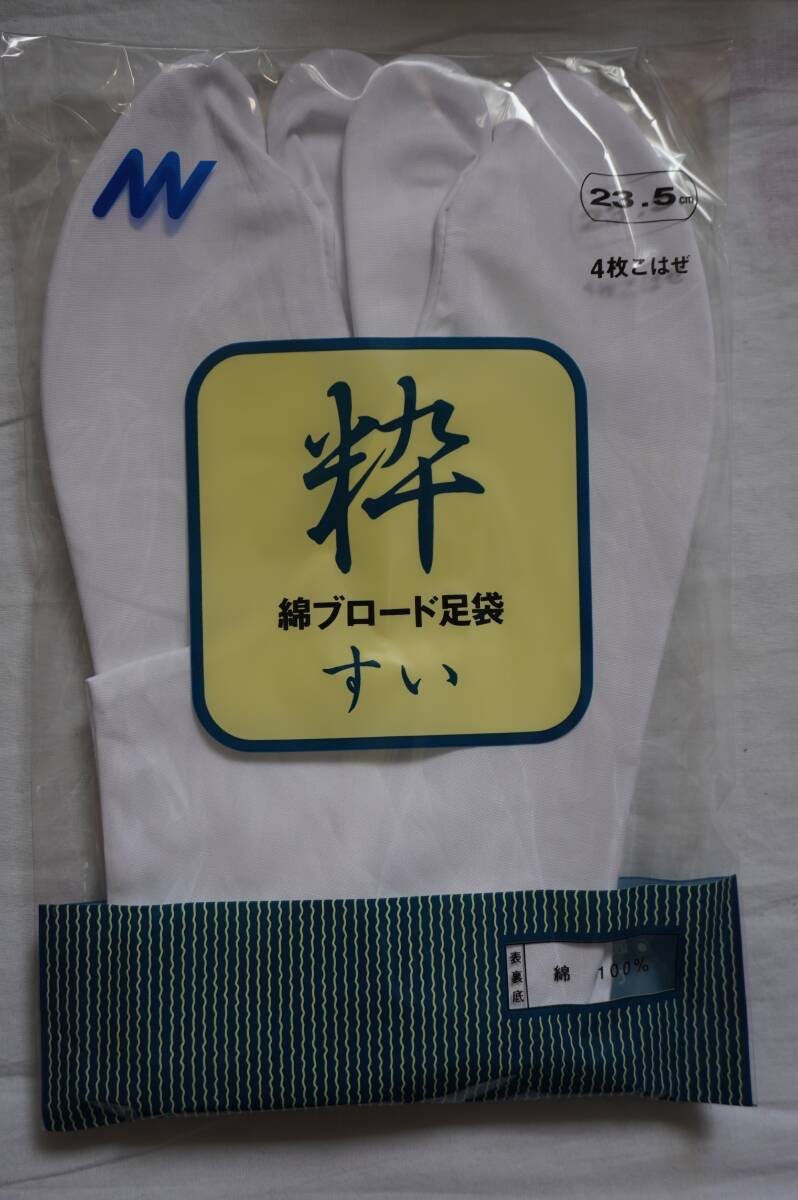 23.5cm
4枚こはぜ
粋
綿ブロード足袋
すい
表
裏 綿 100%
底